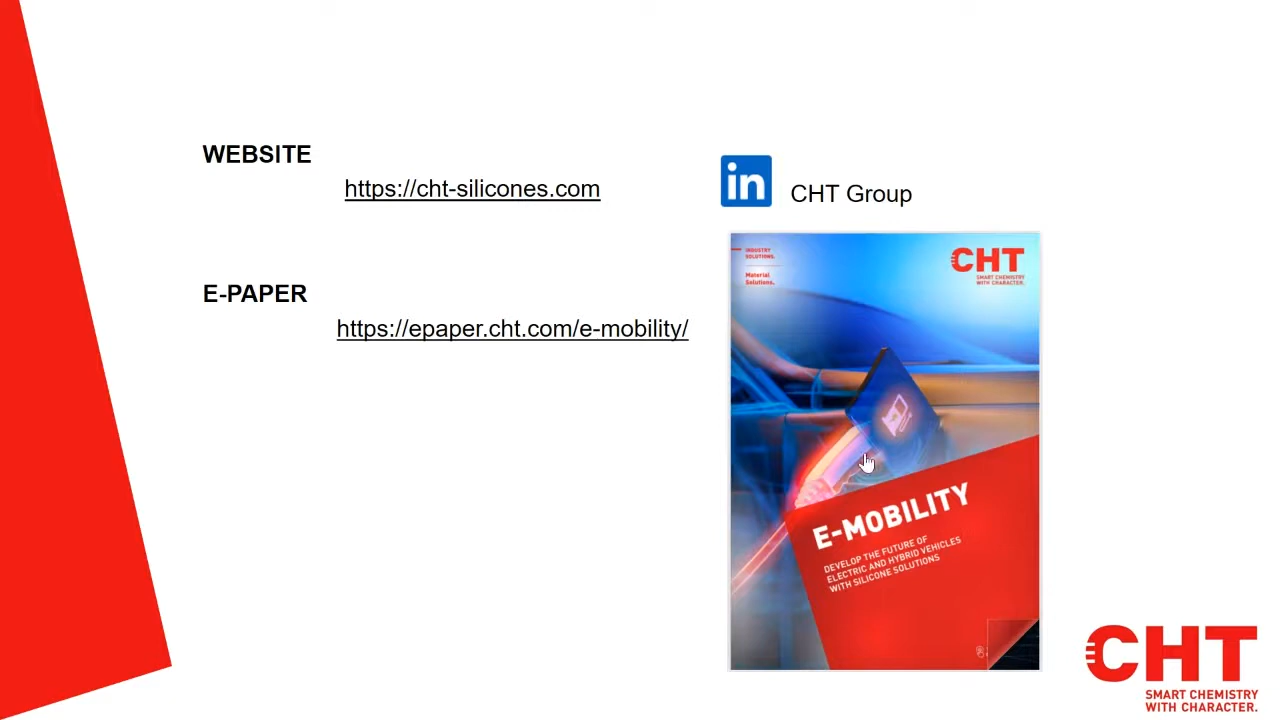 WEBSITE
https://cht-silicones.com
E-PAPER
https://epaper.cht.com/e-mobility/
in CHT Group
INDUSTRY
SOLUTIONS.
Material
Solutions.
CHT
SMART CHEMISTRY
WITH CHARACTER.
E-MOBILITY
DEVELOP THE FUTURE OF
ELECTRIC AND HYBRID VEHICLES
WITH SILICONE SOLUTIONS
CHT
SMART CHEMISTRY
WITH CHARACTER.